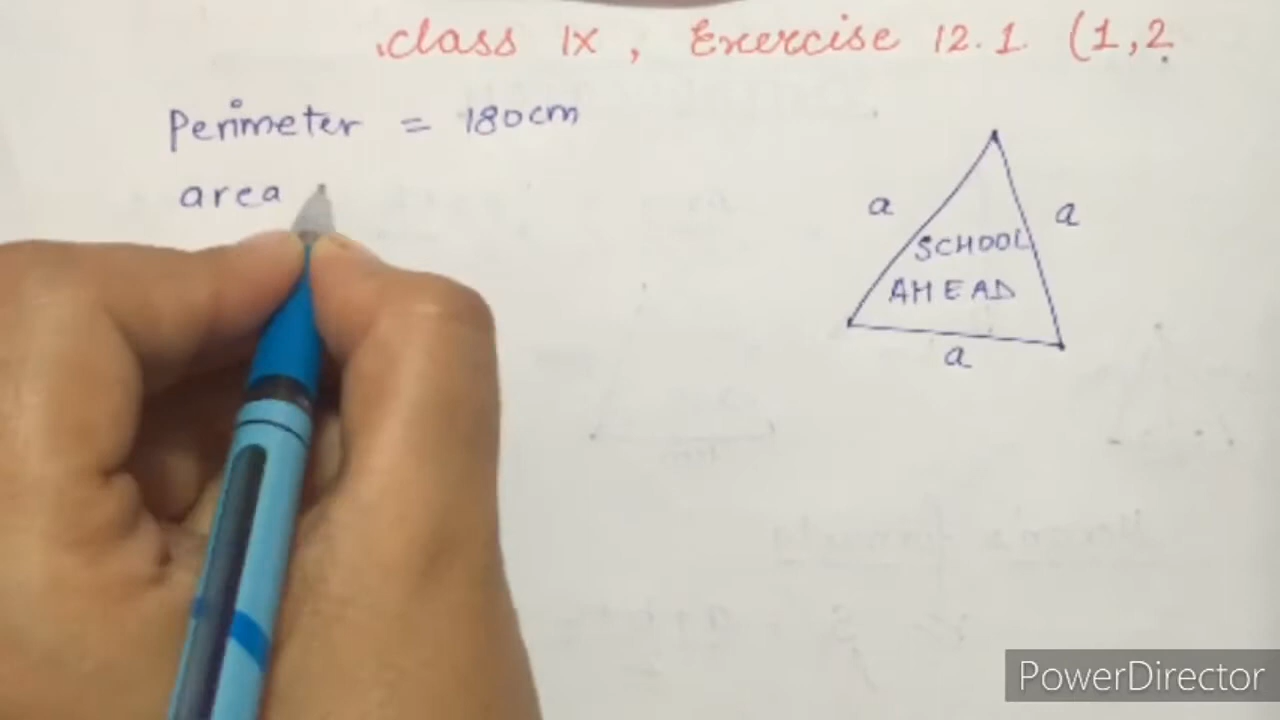 class IX, Exercise 12.1 (1,2
Perimeter = 180cm
area
a
a
SCHOOL
AHEAD
a
PowerDirector